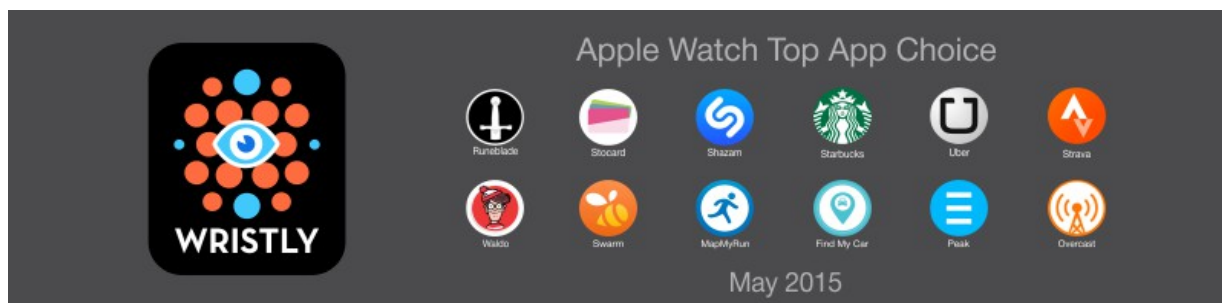 Apple Watch Top App Choice
Runeblade Stocard Shazam Starbucks Uber Strava
Waldo Swarm MapMyRun Find My Car Peak Overcast
WRISTLY
May 2015